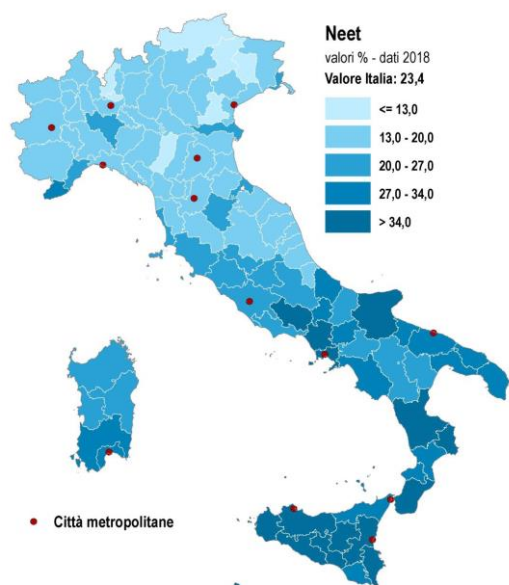 Neet
valori % - dati 2018
Valore Italia: 23,4
<= 13,0
13,0 - 20,0
20,0 - 27,0
27,0 - 34,0
> 34,0
Città metropolitane